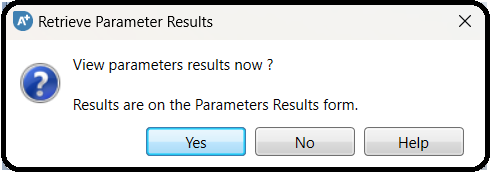 Retrieve Parameter Results
View parameters results now ?
Results are on the Parameters Results form.
Yes No Help